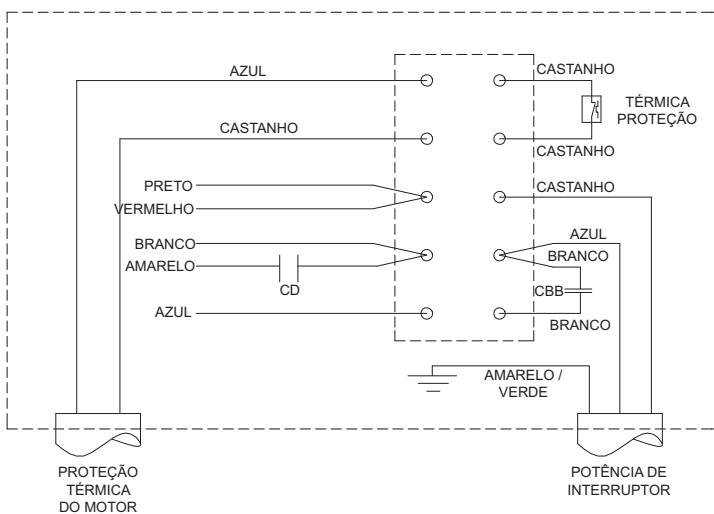 AZUL
CASTANHO
TÉRMICA
PROTEÇÃO
CASTANHO
CASTANHO
PRETO
VERMELHO
CASTANHO
BRANCO
AMARELO
CD
AZUL
BRANCO
CBB
AZUL
BRANCO
AMARELO /
VERDE
PROTEÇÃO
TÉRMICA
DO MOTOR
POTÊNCIA DE
INTERRUPTOR